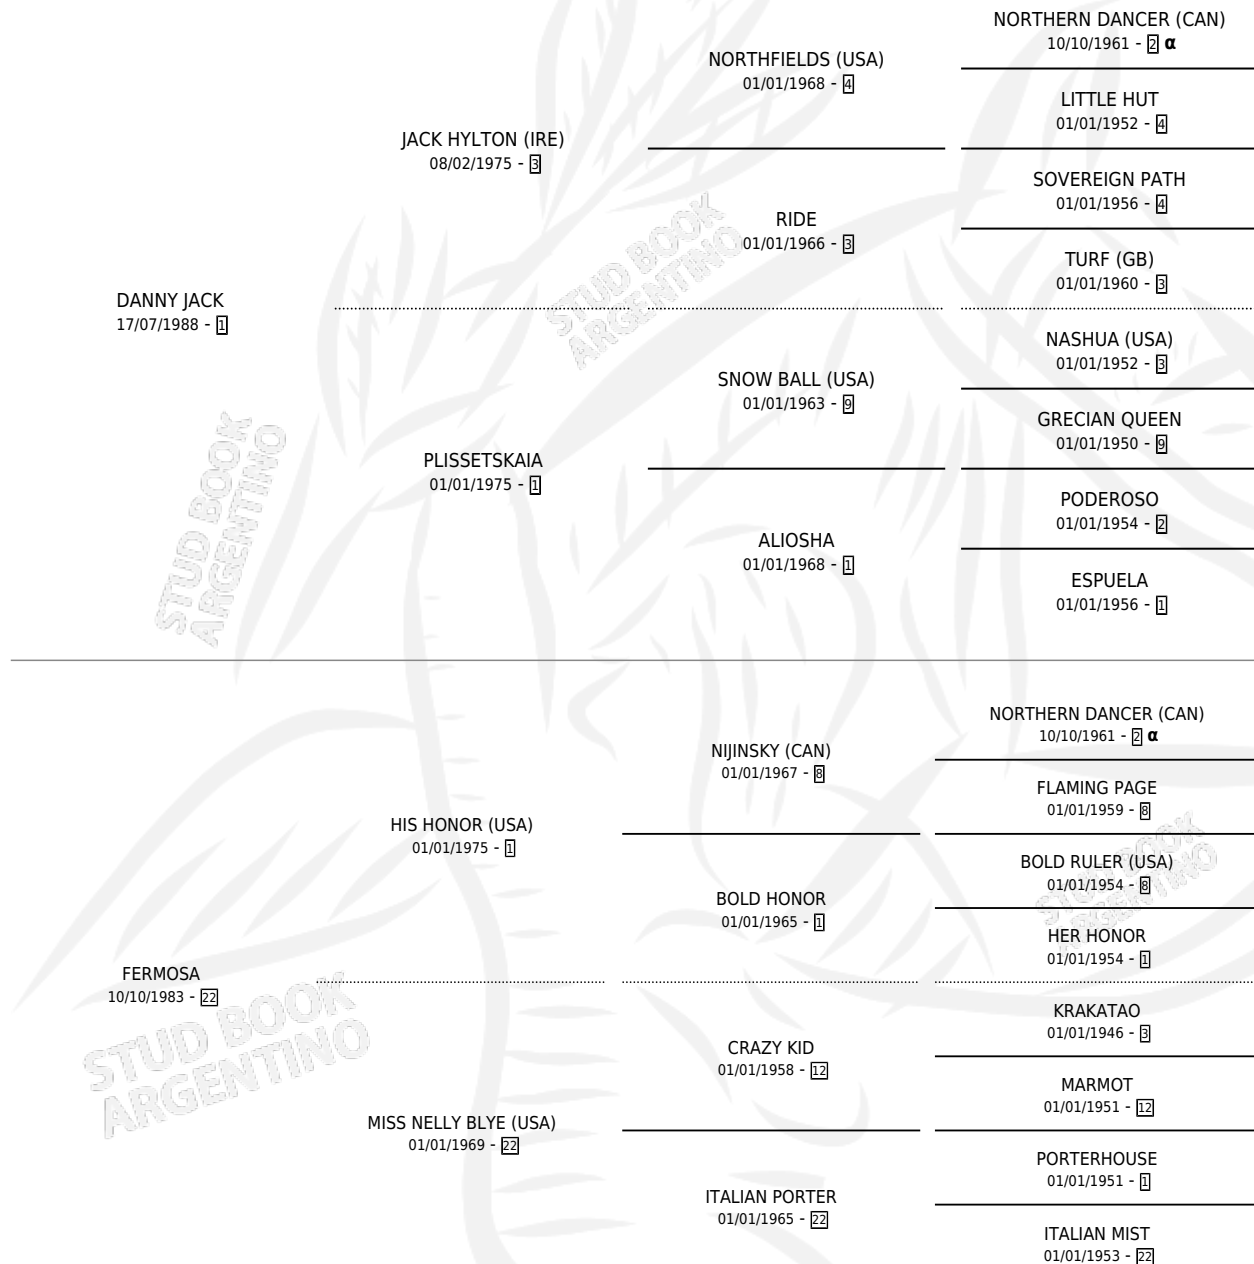 NORTHERN DANCER (CAN)
10/10/1961 - 2 α
NORTHFIELDS (USA)
01/01/1968 - 4
LITTLE HUT
01/01/1952 - 4
JACK HYLTON (IRE)
08/02/1975 - 3
SOVEREIGN PATH
01/01/1956 - 4
RIDE
01/01/1966 - 3
TURF (GB)
01/01/1960 - 3
DANNY JACK
17/07/1988 - 1
NASHUA (USA)
01/01/1952 - 3
SNOW BALL (USA)
01/01/1963 - 9
GRECIAN QUEEN
01/01/1950 - 9
PLISSETSKAIA
01/01/1975 - 1
PODEROSO
01/01/1954 - 2
ALIOSHA
01/01/1968 - 1
ESPUELA
01/01/1956 - 1
STUD BOOK
ARGENTINO
STUD BOOK
ARGENTINO
NORTHERN DANCER (CAN)
10/10/1961 - 2 α
NIJINSKY (CAN)
01/01/1967 - 8
FLAMING PAGE
01/01/1959 - 8
HIS HONOR (USA)
01/01/1975 - 1
BOLD RULER (USA)
01/01/1954 - 8
BOLD HONOR
01/01/1965 - 1
HER HONOR
01/01/1954 - 1
FERMOSA
10/10/1983 - 22
KRAKATAO
01/01/1946 - 3
CRAZY KID
01/01/1958 - 12
MARMOT
01/01/1951 - 12
MISS NELLY BLYE (USA)
01/01/1969 - 22
PORTERHOUSE
01/01/1951 - 1
ITALIAN PORTER
01/01/1965 - 22
ITALIAN MIST
01/01/1953 - 22
STUD BOOK
ARGENTINO
STUD BOOK
ARGENTINO